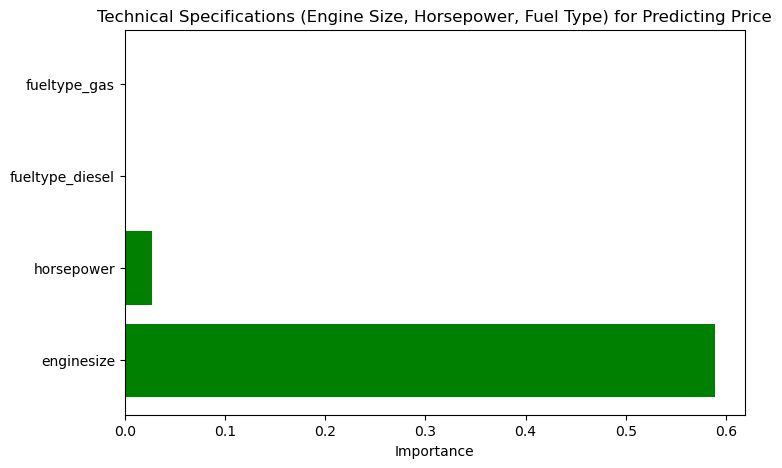 Technical Specifications (Engine Size, Horsepower, Fuel Type) for Predicting Price
fueltype_gas
fueltype_diesel
horsepower
enginesize
0.0 0.1 0.2 0.3 0.4 0.5 0.6
Importance